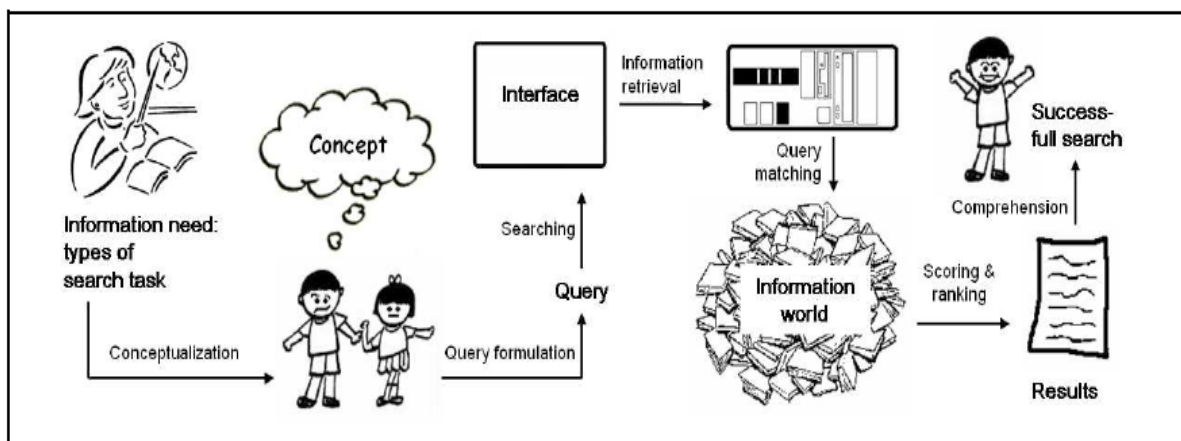 Information need:
types of
search task
Conceptualization
Concept
Query formulation
Query
Searching
Interface
Information
retrieval
Query
matching
Information
world
Scoring &
ranking
Results
Comprehension
Success-
full search